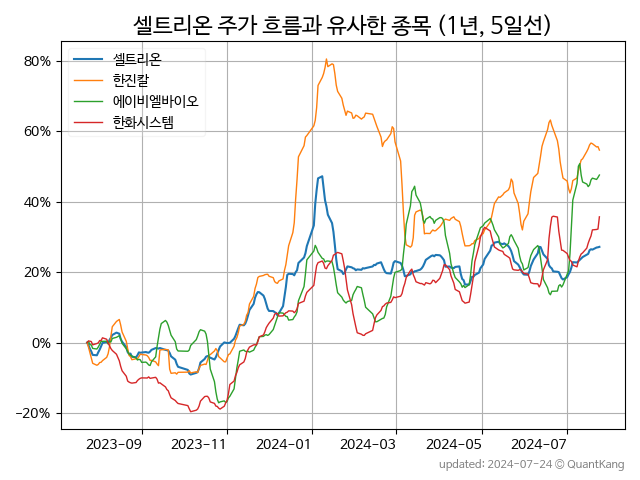 셀트리온 주가 흐름과 유사한 종목 (1년, 5일선)
셀트리온
한진칼
에이비엘바이오
한화시스템
80%
60%
40%
20%
0%
−20%
2023-09
2023-11
2024-01
2024-03
2024-05
2024-07
updated: 2024-07-24 © QuantKang